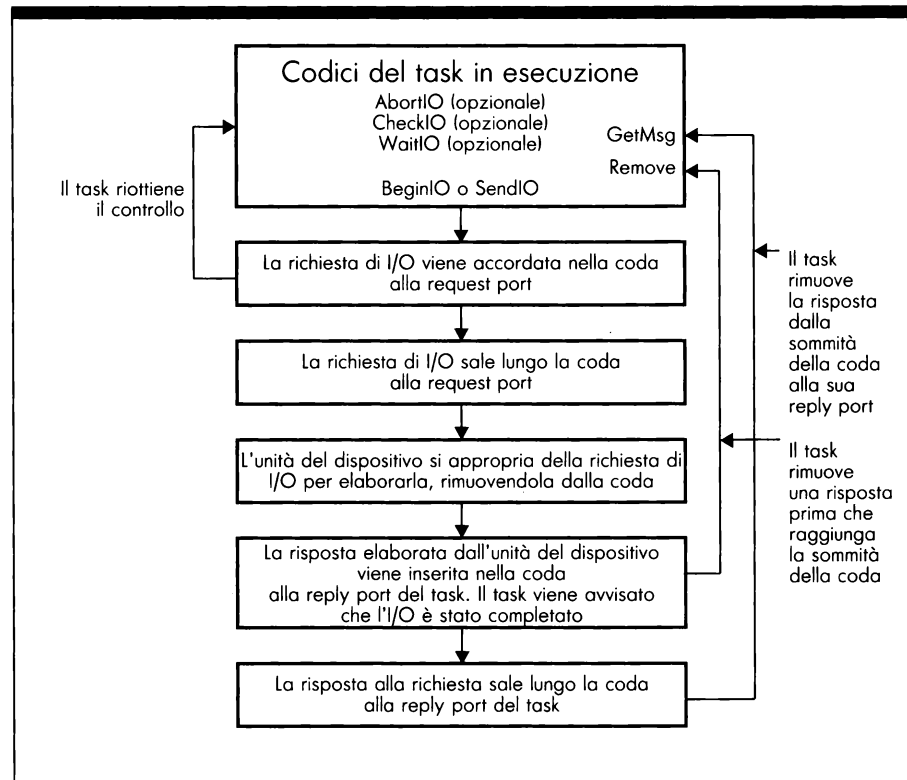 Codici del task in esecuzione
AbortIO (opzionale)
CheckIO (opzionale)
WaitIO (opzionale)
GetMsg
Remove
BeginIO o SendIO
Il task riottiene
il controllo
La richiesta di I/O viene accordata nella coda
alla request port
La richiesta di I/O sale lungo la coda
alla request port
L'unità del dispositivo si appropria della richiesta di
I/O per elaborarla, rimuovendola dalla coda
La risposta elaborata dall'unità del dispositivo
viene inserita nella coda
alla reply port del task. Il task viene avvisato
che l'I/O è stato completato
La risposta alla richiesta sale lungo la coda
alla reply port del task
Il task
rimuove
la risposta
dalla
sommità
della coda
alla sua
reply port
Il task
rimuove
una risposta
prima che
raggiunga
la sommità
della coda